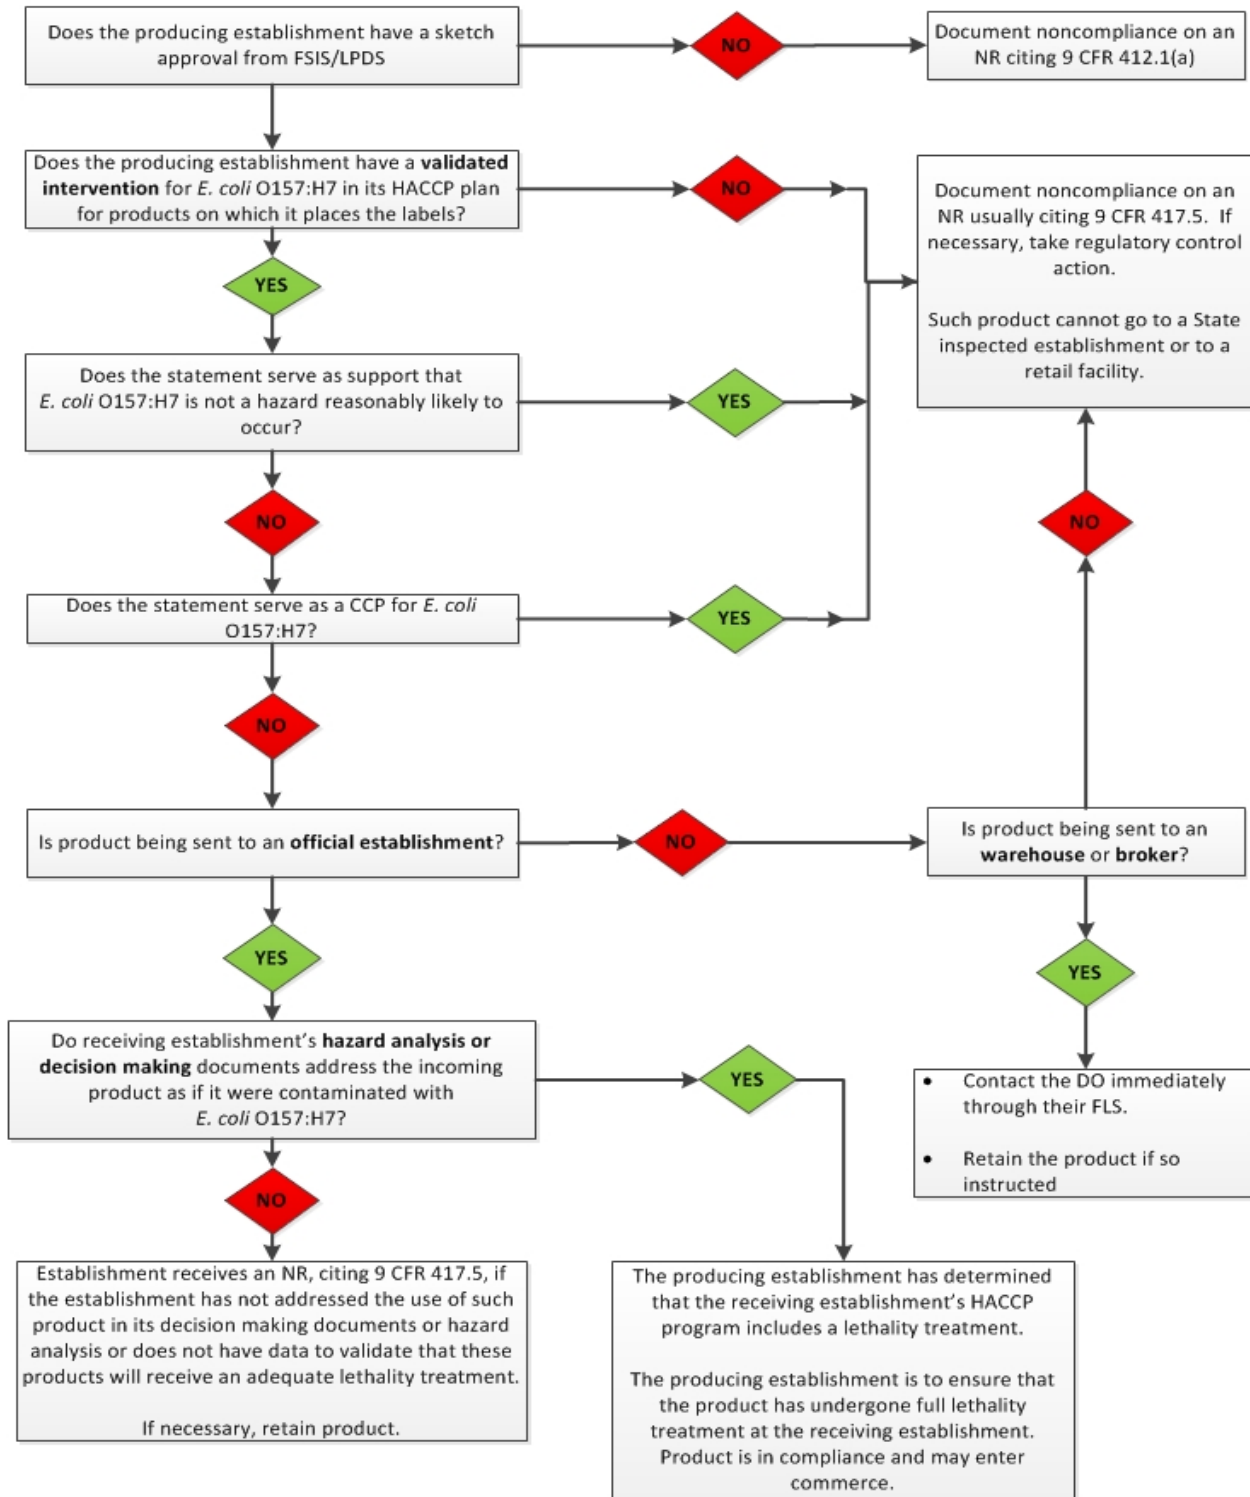 Does the producing establishment have a sketch
approval from FSIS/LPDS
NO
Document noncompliance on an
NR citing 9 CFR 412.1(a)
Does the producing establishment have a validated
intervention for E. coli O157:H7 in its HACCP plan
for products on which it places the labels?
NO
Document noncompliance on an
NR usually citing 9 CFR 417.5. If
necessary, take regulatory control
action.
Such product cannot go to a State
inspected establishment or to a
retail facility.
YES
Does the statement serve as support that
E. coli O157:H7 is not a hazard reasonably likely to
occur?
YES
NO
NO
Does the statement serve as a CCP for E. coli
O157:H7?
YES
NO
Is product being sent to an official establishment?
NO
Is product being sent to an
warehouse or broker?
YES
YES
Do receiving establishment's hazard analysis or
decision making documents address the incoming
product as if it were contaminated with
E. coli O157:H7?
YES
• Contact the DO immediately
through their FLS.
• Retain the product if so
instructed
NO
Establishment receives an NR, citing 9 CFR 417.5, if
the establishment has not addressed the use of such
product in its decision making documents or hazard
analysis or does not have data to validate that these
products will receive an adequate lethality treatment.
If necessary, retain product.
The producing establishment has determined
that the receiving establishment's HACCP
program includes a lethality treatment.
The producing establishment is to ensure that
the product has undergone full lethality
treatment at the receiving establishment.
Product is in compliance and may enter
commerce.